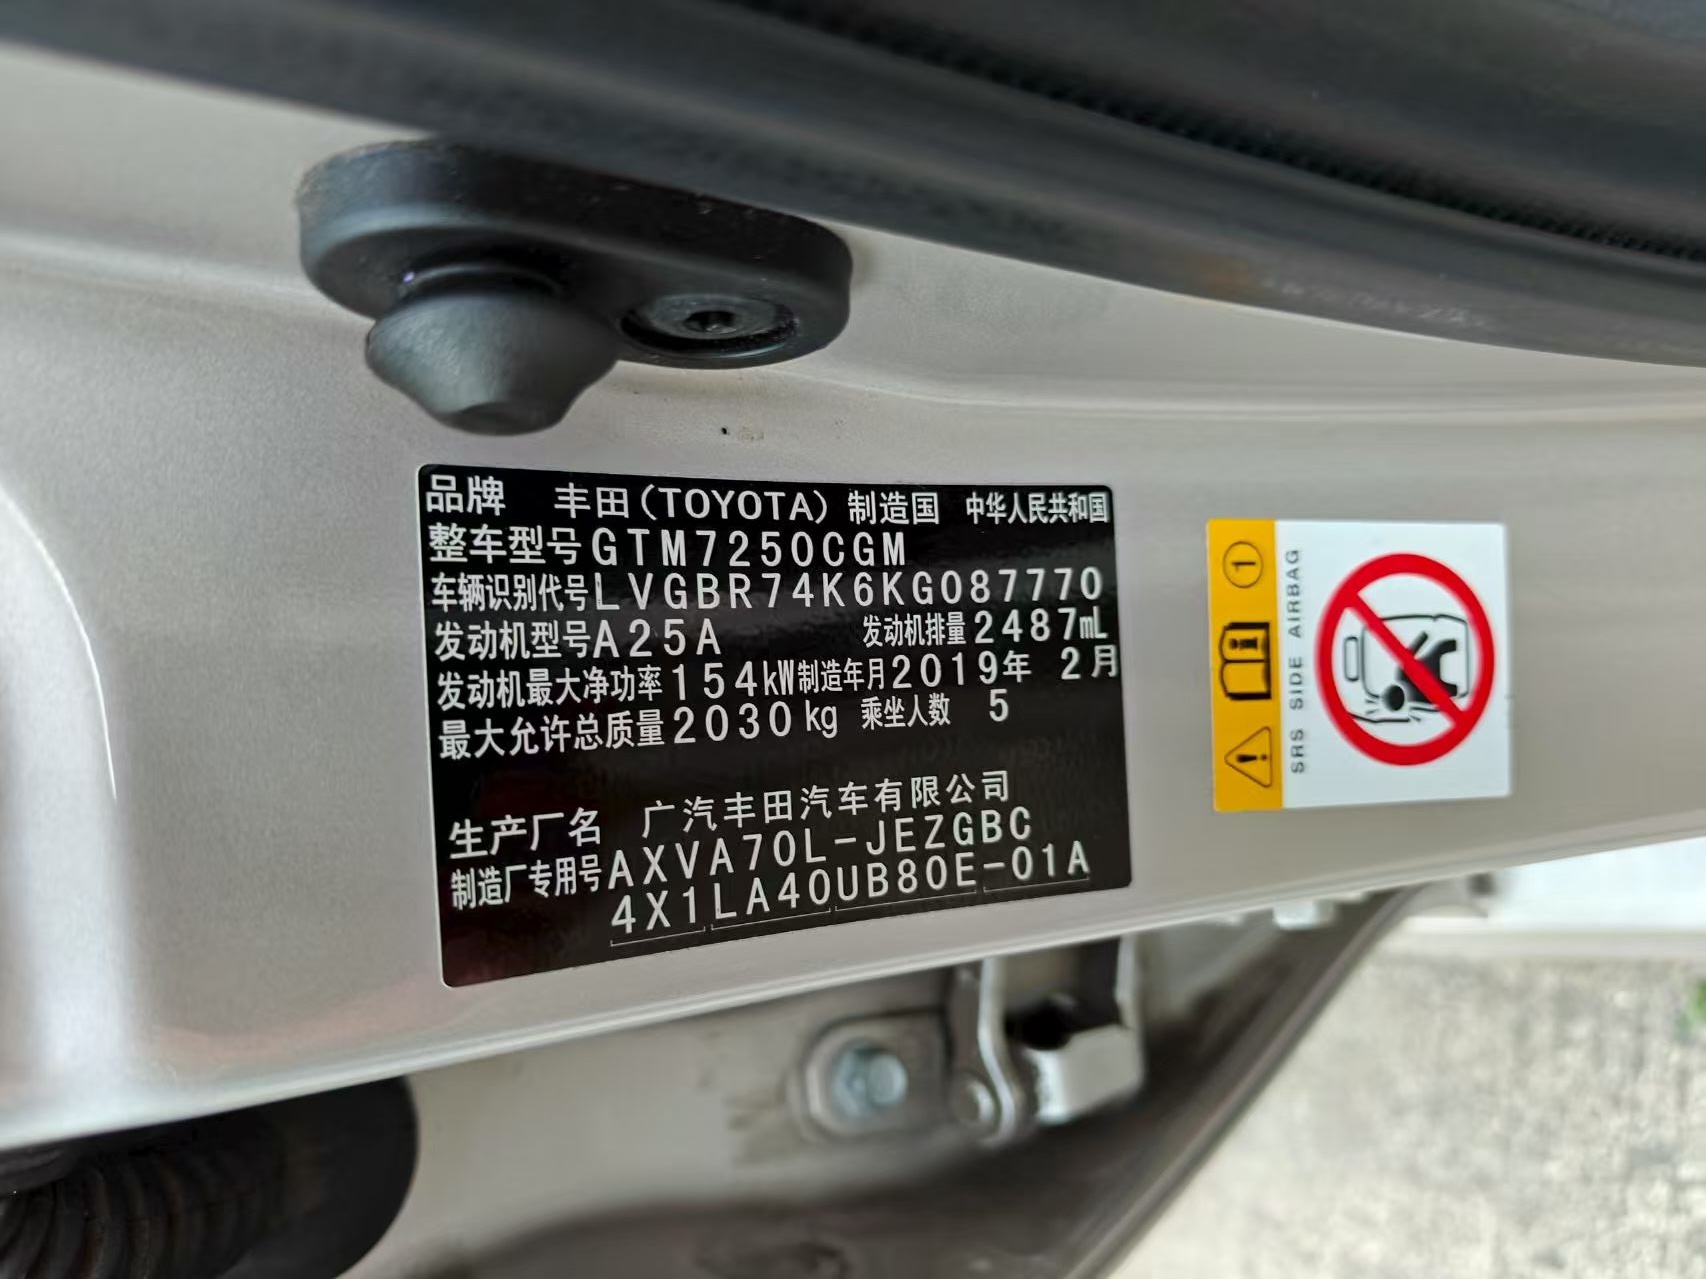 品牌 丰田(TOYOTA) 制造国 中华人民共和国
整车型号GTM7250CGM
车辆识别代号LVGBR74K6KG087770
发动机型号A25A 发动机排量2487mL
发动机最大净功率154kW制造年月2019年 2月
最大允许总质量2030kg 乘坐人数 5
生产厂名 广汽丰田汽车有限公司
制造厂专用号AXVA70L-JEZGBC
4X1LA40UB80E-01A
1
SRS SIDE AIRBAG